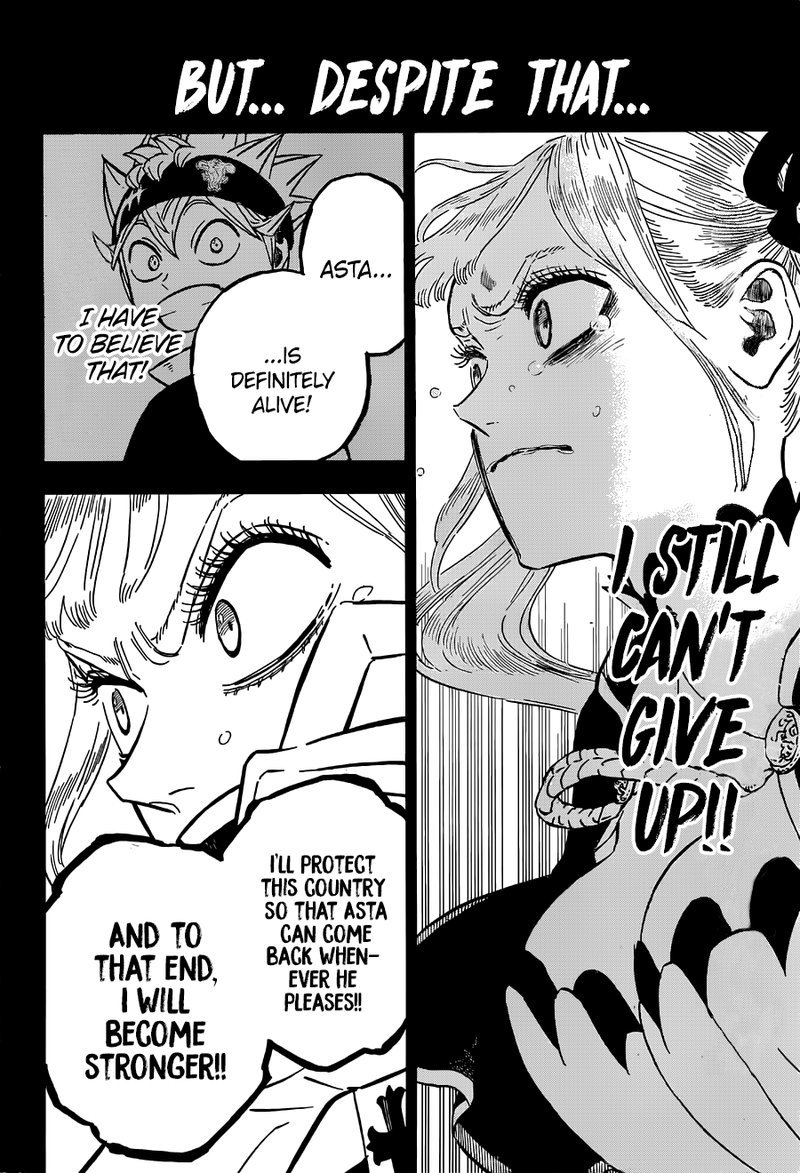 BUT... DESPITE THAT...
I STILL
CAN'T
GIVE
UP!!
ASTA...
...IS
DEFINITELY
ALIVE!
I HAVE
TO BELIEVE
THAT!
I'LL PROTECT
THIS COUNTRY
SO THAT ASTA
CAN COME
BACK WHEN-
EVER HE
PLEASES!!
AND TO
THAT END,
I WILL
BECOME
STRONGER!!